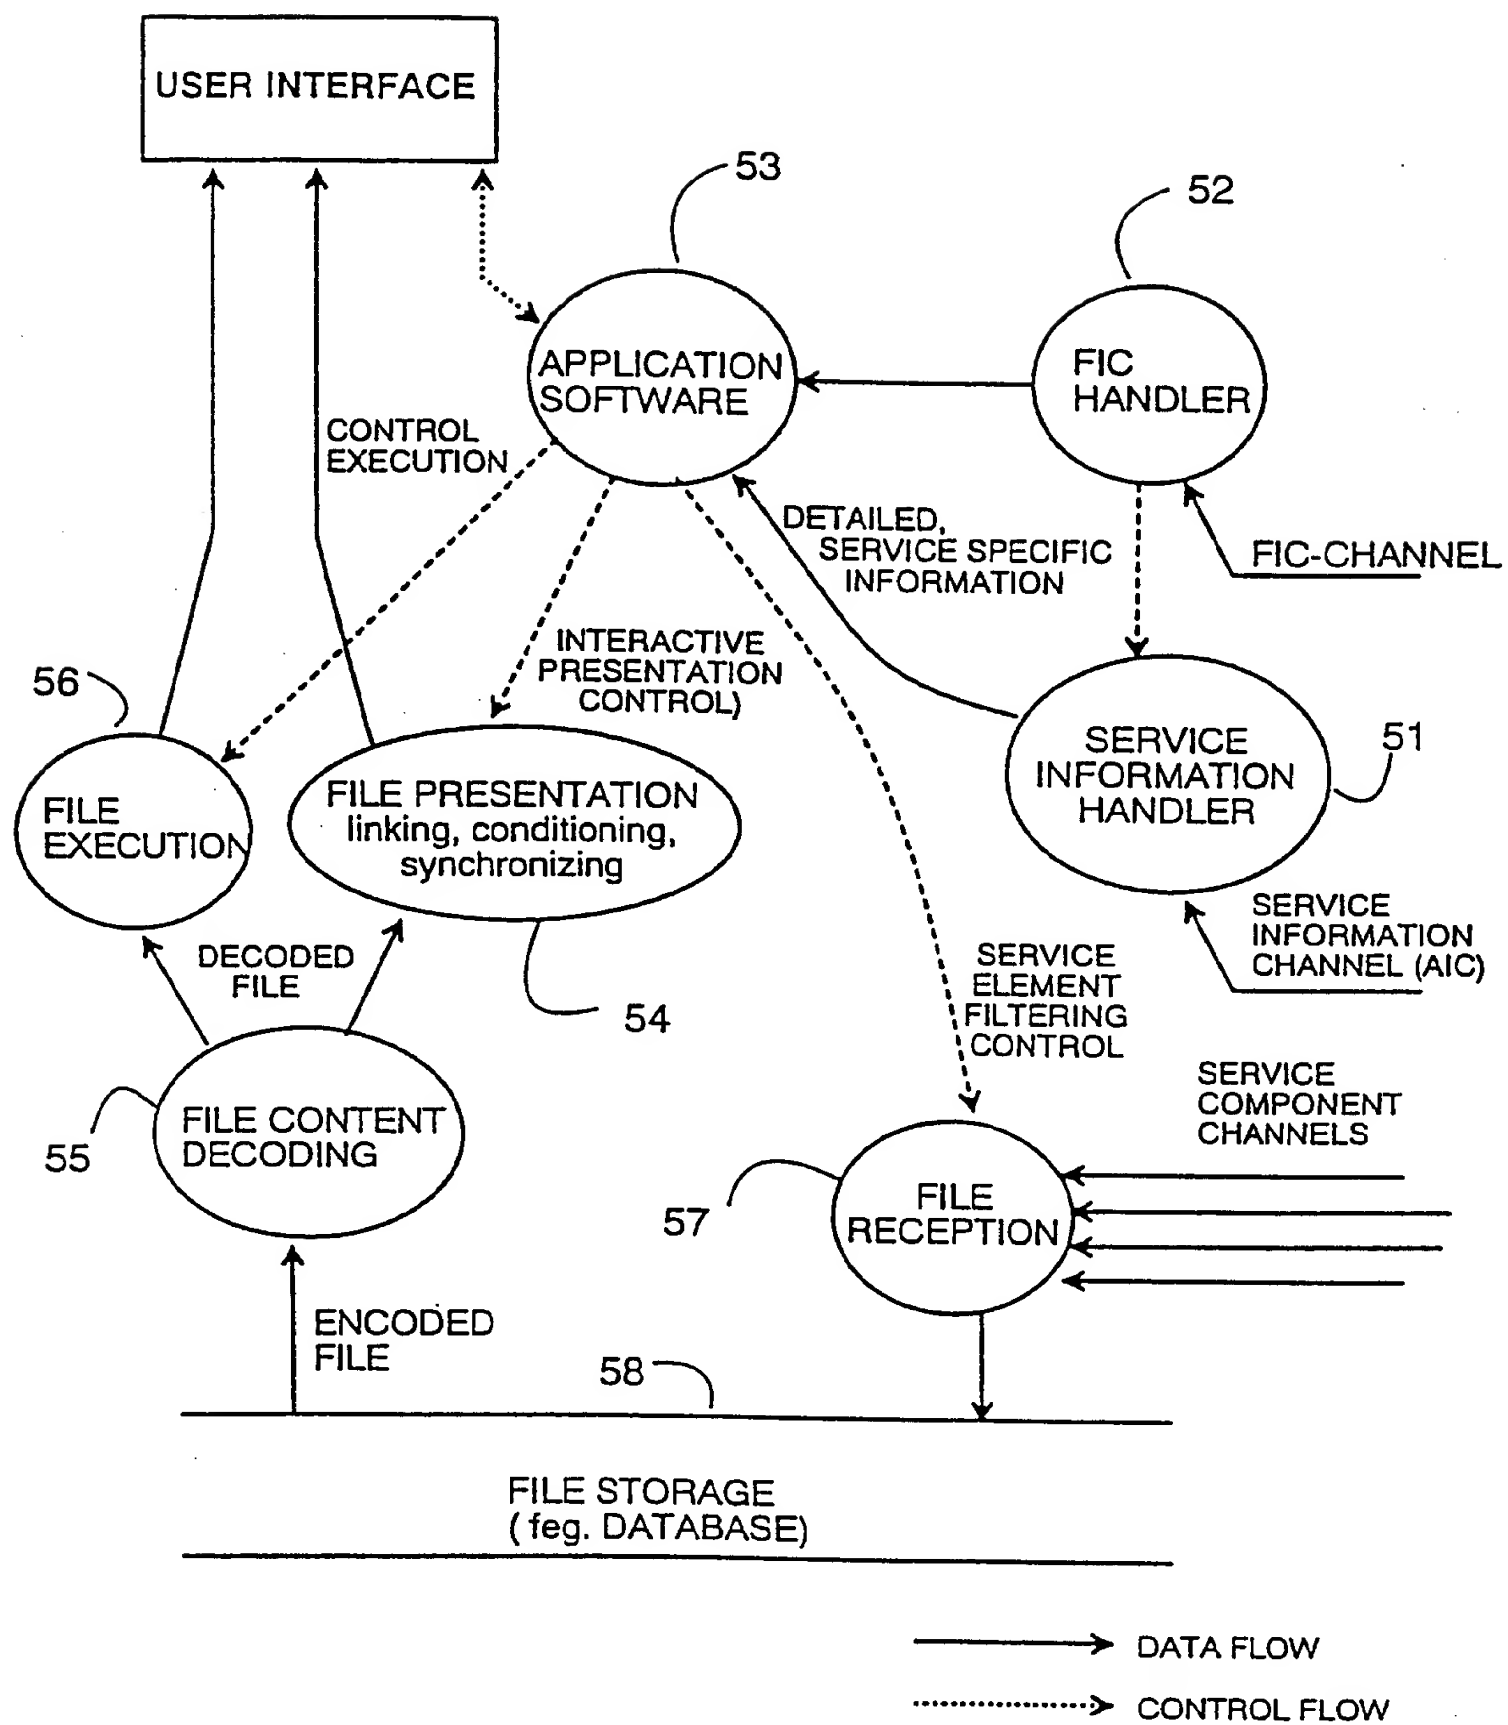 USER INTERFACE
53
52
APPLICATION
SOFTWARE
FIC
HANDLER
CONTROL
EXECUTION
DETAILED,
SERVICE SPECIFIC
INFORMATION
FIC-CHANNEL
INTERACTIVE
PRESENTATION
CONTROL)
56
51
SERVICE
INFORMATION
HANDLER
FILE
EXECUTION
FILE PRESENTATION
linking, conditioning,
synchronizing
SERVICE
INFORMATION
CHANNEL (AIC)
DECODED
FILE
SERVICE
ELEMENT
FILTERING
CONTROL
54
SERVICE
COMPONENT
CHANNELS
FILE CONTENT
DECODING
55
57
FILE
RECEPTION
ENCODED
FILE
58
FILE STORAGE
( feg. DATABASE)
DATA FLOW
CONTROL FLOW